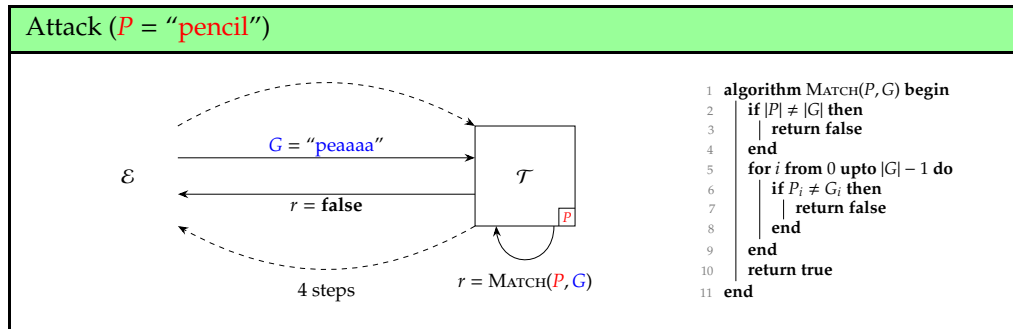 Attack (P = “pencil”)
G = “peaaaa”
ℰ
𝒯
r = false
P
r = Match(P, G)
4 steps
1 algorithm Match(P, G) begin
2 if |P| ≠ |G| then
3 return false
4 end
5 for i from 0 upto |G| − 1 do
6 if Pᵢ ≠ Gᵢ then
7 return false
8 end
9 end
10 return true
11 end